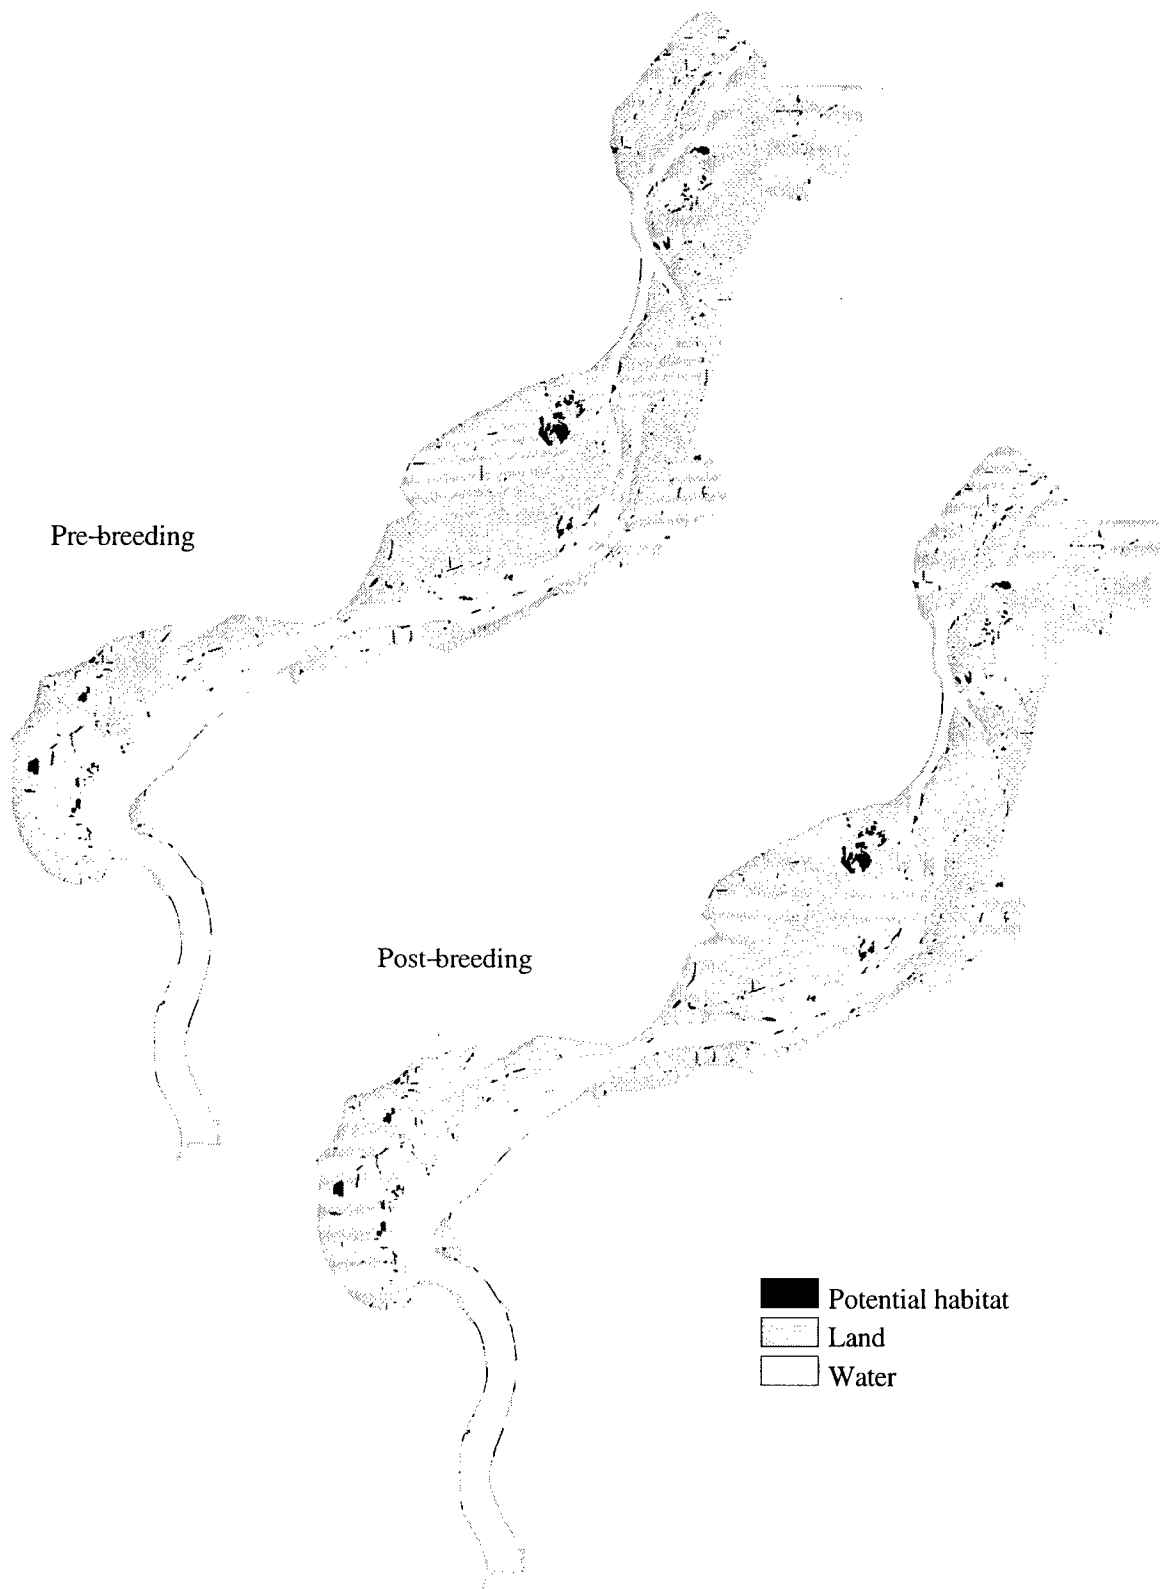 Pre-breeding
Post-breeding
Potential habitat
Land
Water